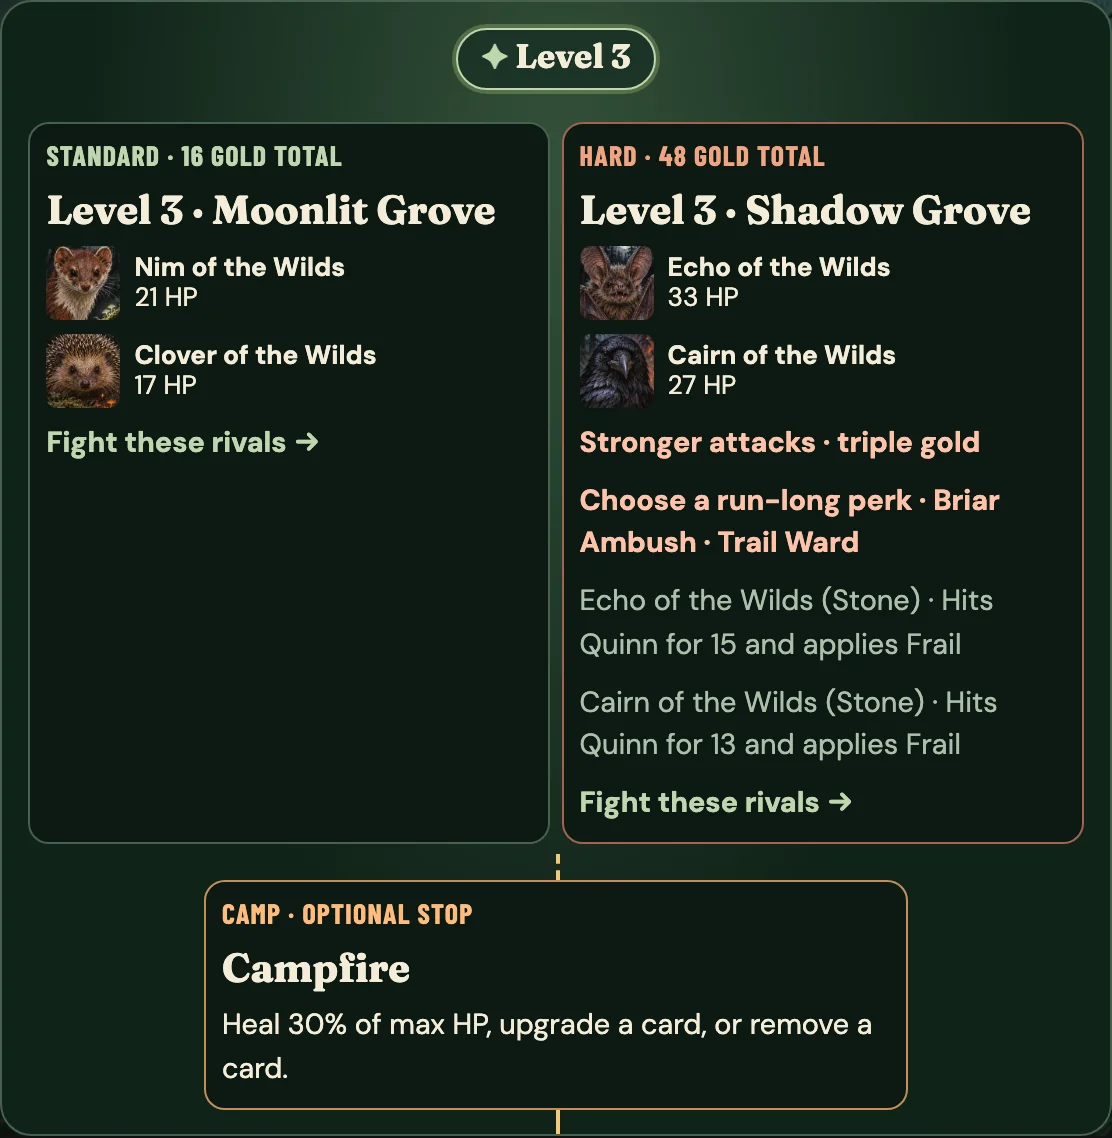 ✦ Level 3
STANDARD · 16 GOLD TOTAL
Level 3 · Moonlit Grove
Nim of the Wilds
21 HP
Clover of the Wilds
17 HP
Fight these rivals →
HARD · 48 GOLD TOTAL
Level 3 · Shadow Grove
Echo of the Wilds
33 HP
Cairn of the Wilds
27 HP
Stronger attacks · triple gold
Choose a run-long perk · Briar
Ambush · Trail Ward
Echo of the Wilds (Stone) · Hits
Quinn for 15 and applies Frail
Cairn of the Wilds (Stone) · Hits
Quinn for 13 and applies Frail
Fight these rivals →
CAMP · OPTIONAL STOP
Campfire
Heal 30% of max HP, upgrade a card, or remove a
card.